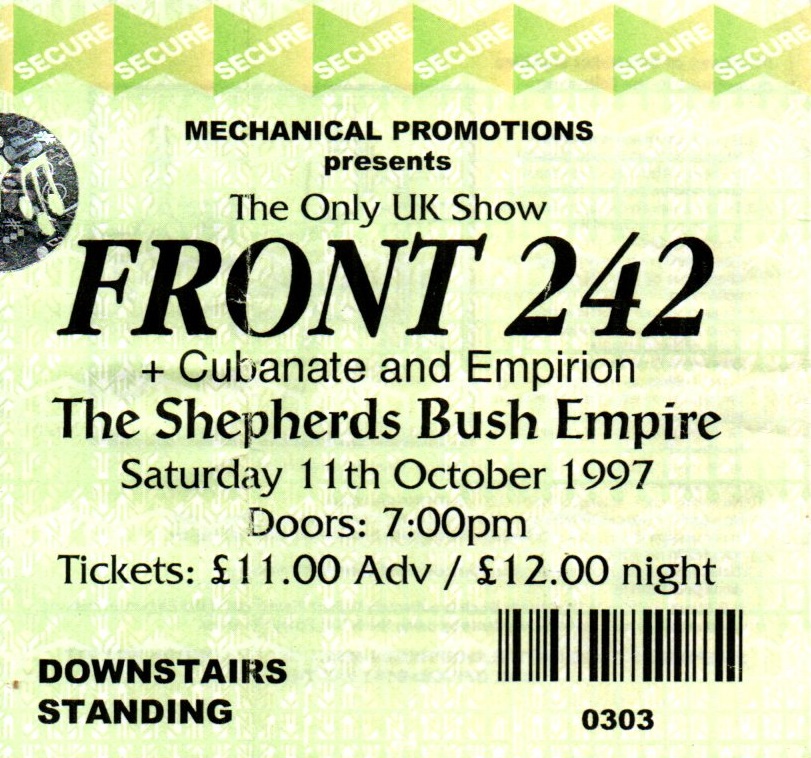 SECURE SECURE SECURE SECURE SECURE SECURE SECURE SECURE
MECHANICAL PROMOTIONS
presents
The Only UK Show
FRONT 242
+ Cubanate and Empirion
The Shepherds Bush Empire
Saturday 11th October 1997
Doors: 7:00pm
Tickets: £11.00 Adv / £12.00 night
DOWNSTAIRS
STANDING
0303